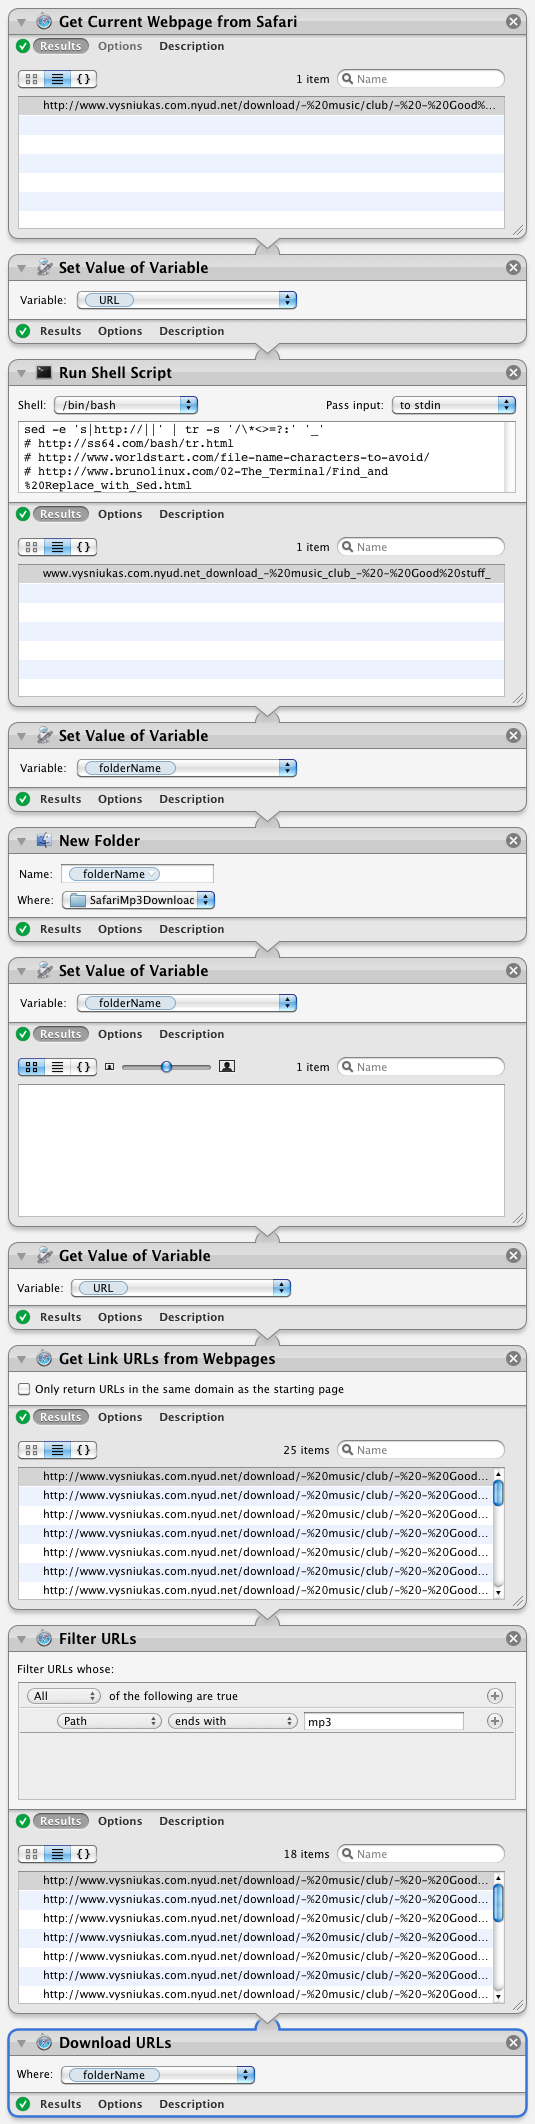 Get Current Webpage from Safari
Results Options Description
1 item Name
http://www.vysniukas.com.nyud.net/download/-%20music/club/-%20-%20Good%...
Set Value of Variable
Variable: URL
Results Options Description
Run Shell Script
Shell: /bin/bash Pass input: to stdin
sed -e 's|http://||' | tr -s '/\*<>=?:' '_'
# http://ss64.com/bash/tr.html
# http://www.worldstart.com/file-name-characters-to-avoid/
# http://www.brunolinux.com/02-The_Terminal/Find_and
%20Replace_with_Sed.html
Results Options Description
1 item Name
www.vysniukas.com.nyud.net_download_-%20music_club_-%20-%20Good%20stuff_
Set Value of Variable
Variable: folderName
Results Options Description
New Folder
Name: folderName
Where: SafariMp3Downloac
Results Options Description
Set Value of Variable
Variable: folderName
Results Options Description
1 item Name
Get Value of Variable
Variable: URL
Results Options Description
Get Link URLs from Webpages
Only return URLs in the same domain as the starting page
Results Options Description
25 items Name
http://www.vysniukas.com.nyud.net/download/-%20music/club/-%20-%20Good...
http://www.vysniukas.com.nyud.net/download/-%20music/club/-%20-%20Good...
http://www.vysniukas.com.nyud.net/download/-%20music/club/-%20-%20Good...
http://www.vysniukas.com.nyud.net/download/-%20music/club/-%20-%20Good...
http://www.vysniukas.com.nyud.net/download/-%20music/club/-%20-%20Good...
http://www.vysniukas.com.nyud.net/download/-%20music/club/-%20-%20Good...
http://www.vysniukas.com.nyud.net/download/-%20music/club/-%20-%20Good...
Filter URLs
Filter URLs whose:
All of the following are true
Path ends with mp3
Results Options Description
18 items Name
http://www.vysniukas.com.nyud.net/download/-%20music/club/-%20-%20Good...
http://www.vysniukas.com.nyud.net/download/-%20music/club/-%20-%20Good...
http://www.vysniukas.com.nyud.net/download/-%20music/club/-%20-%20Good...
http://www.vysniukas.com.nyud.net/download/-%20music/club/-%20-%20Good...
http://www.vysniukas.com.nyud.net/download/-%20music/club/-%20-%20Good...
http://www.vysniukas.com.nyud.net/download/-%20music/club/-%20-%20Good...
http://www.vysniukas.com.nyud.net/download/-%20music/club/-%20-%20Good...
Download URLs
Where: folderName
Results Options Description